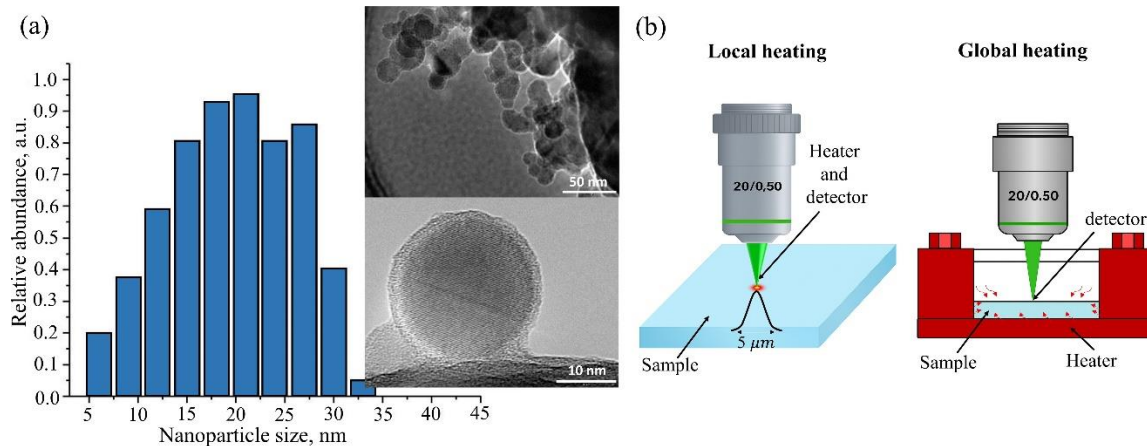 (a)
Relative abundance, a.u.
1.0
0.9
0.8
0.7
0.6
0.5
0.4
0.3
0.2
0.1
0.0
5 10 15 20 25 30 35 40 45
Nanoparticle size, nm
50 nm
10 nm
(b)
Local heating
20/0,50
Heater
and
detector
5 μm
Sample
Global heating
20/0.50
detector
Sample
Heater